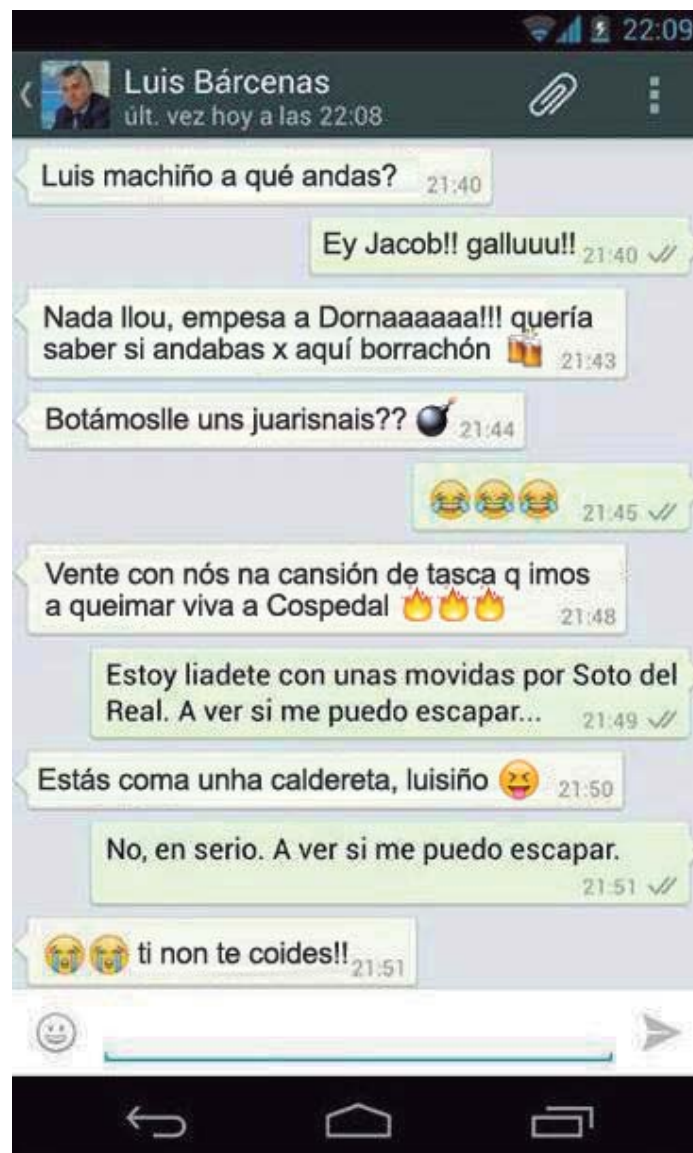 22:09
Luis Bárcenas
últ. vez hoy a las 22:08
Luis machiño a qué andas? 21:40
Ey Jacob!! galluuu!! 21:40
Nada llou, empesa a Dornaaaaaa!!! quería
saber si andabas x aquí borrachón 🍻 21:43
Botámoslle uns juarisnais?? 💣 21:44
😂😂😂 21:45
Vente con nós na cansión de tasca q imos
a queimar viva a Cospedal 🔥🔥🔥 21:48
Estoy liadete con unas movidas por Soto del
Real. A ver si me puedo escapar... 21:49
Estás coma unha caldereta, luisiño 😝 21:50
No, en serio. A ver si me puedo escapar.
21:51
😭😭 ti non te coides!! 21:51